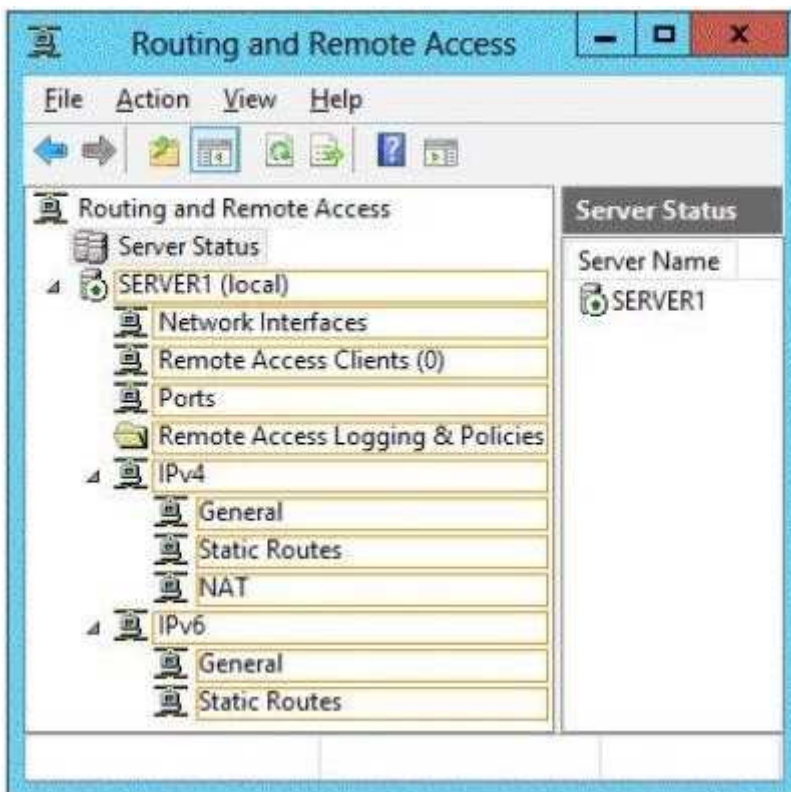 Routing and Remote Access
File Action View Help
Routing and Remote Access
Server Status
SERVER1 (local)
Network Interfaces
Remote Access Clients (0)
Ports
Remote Access Logging & Policies
IPv4
General
Static Routes
NAT
IPv6
General
Static Routes
Server Status
Server Name
SERVER1